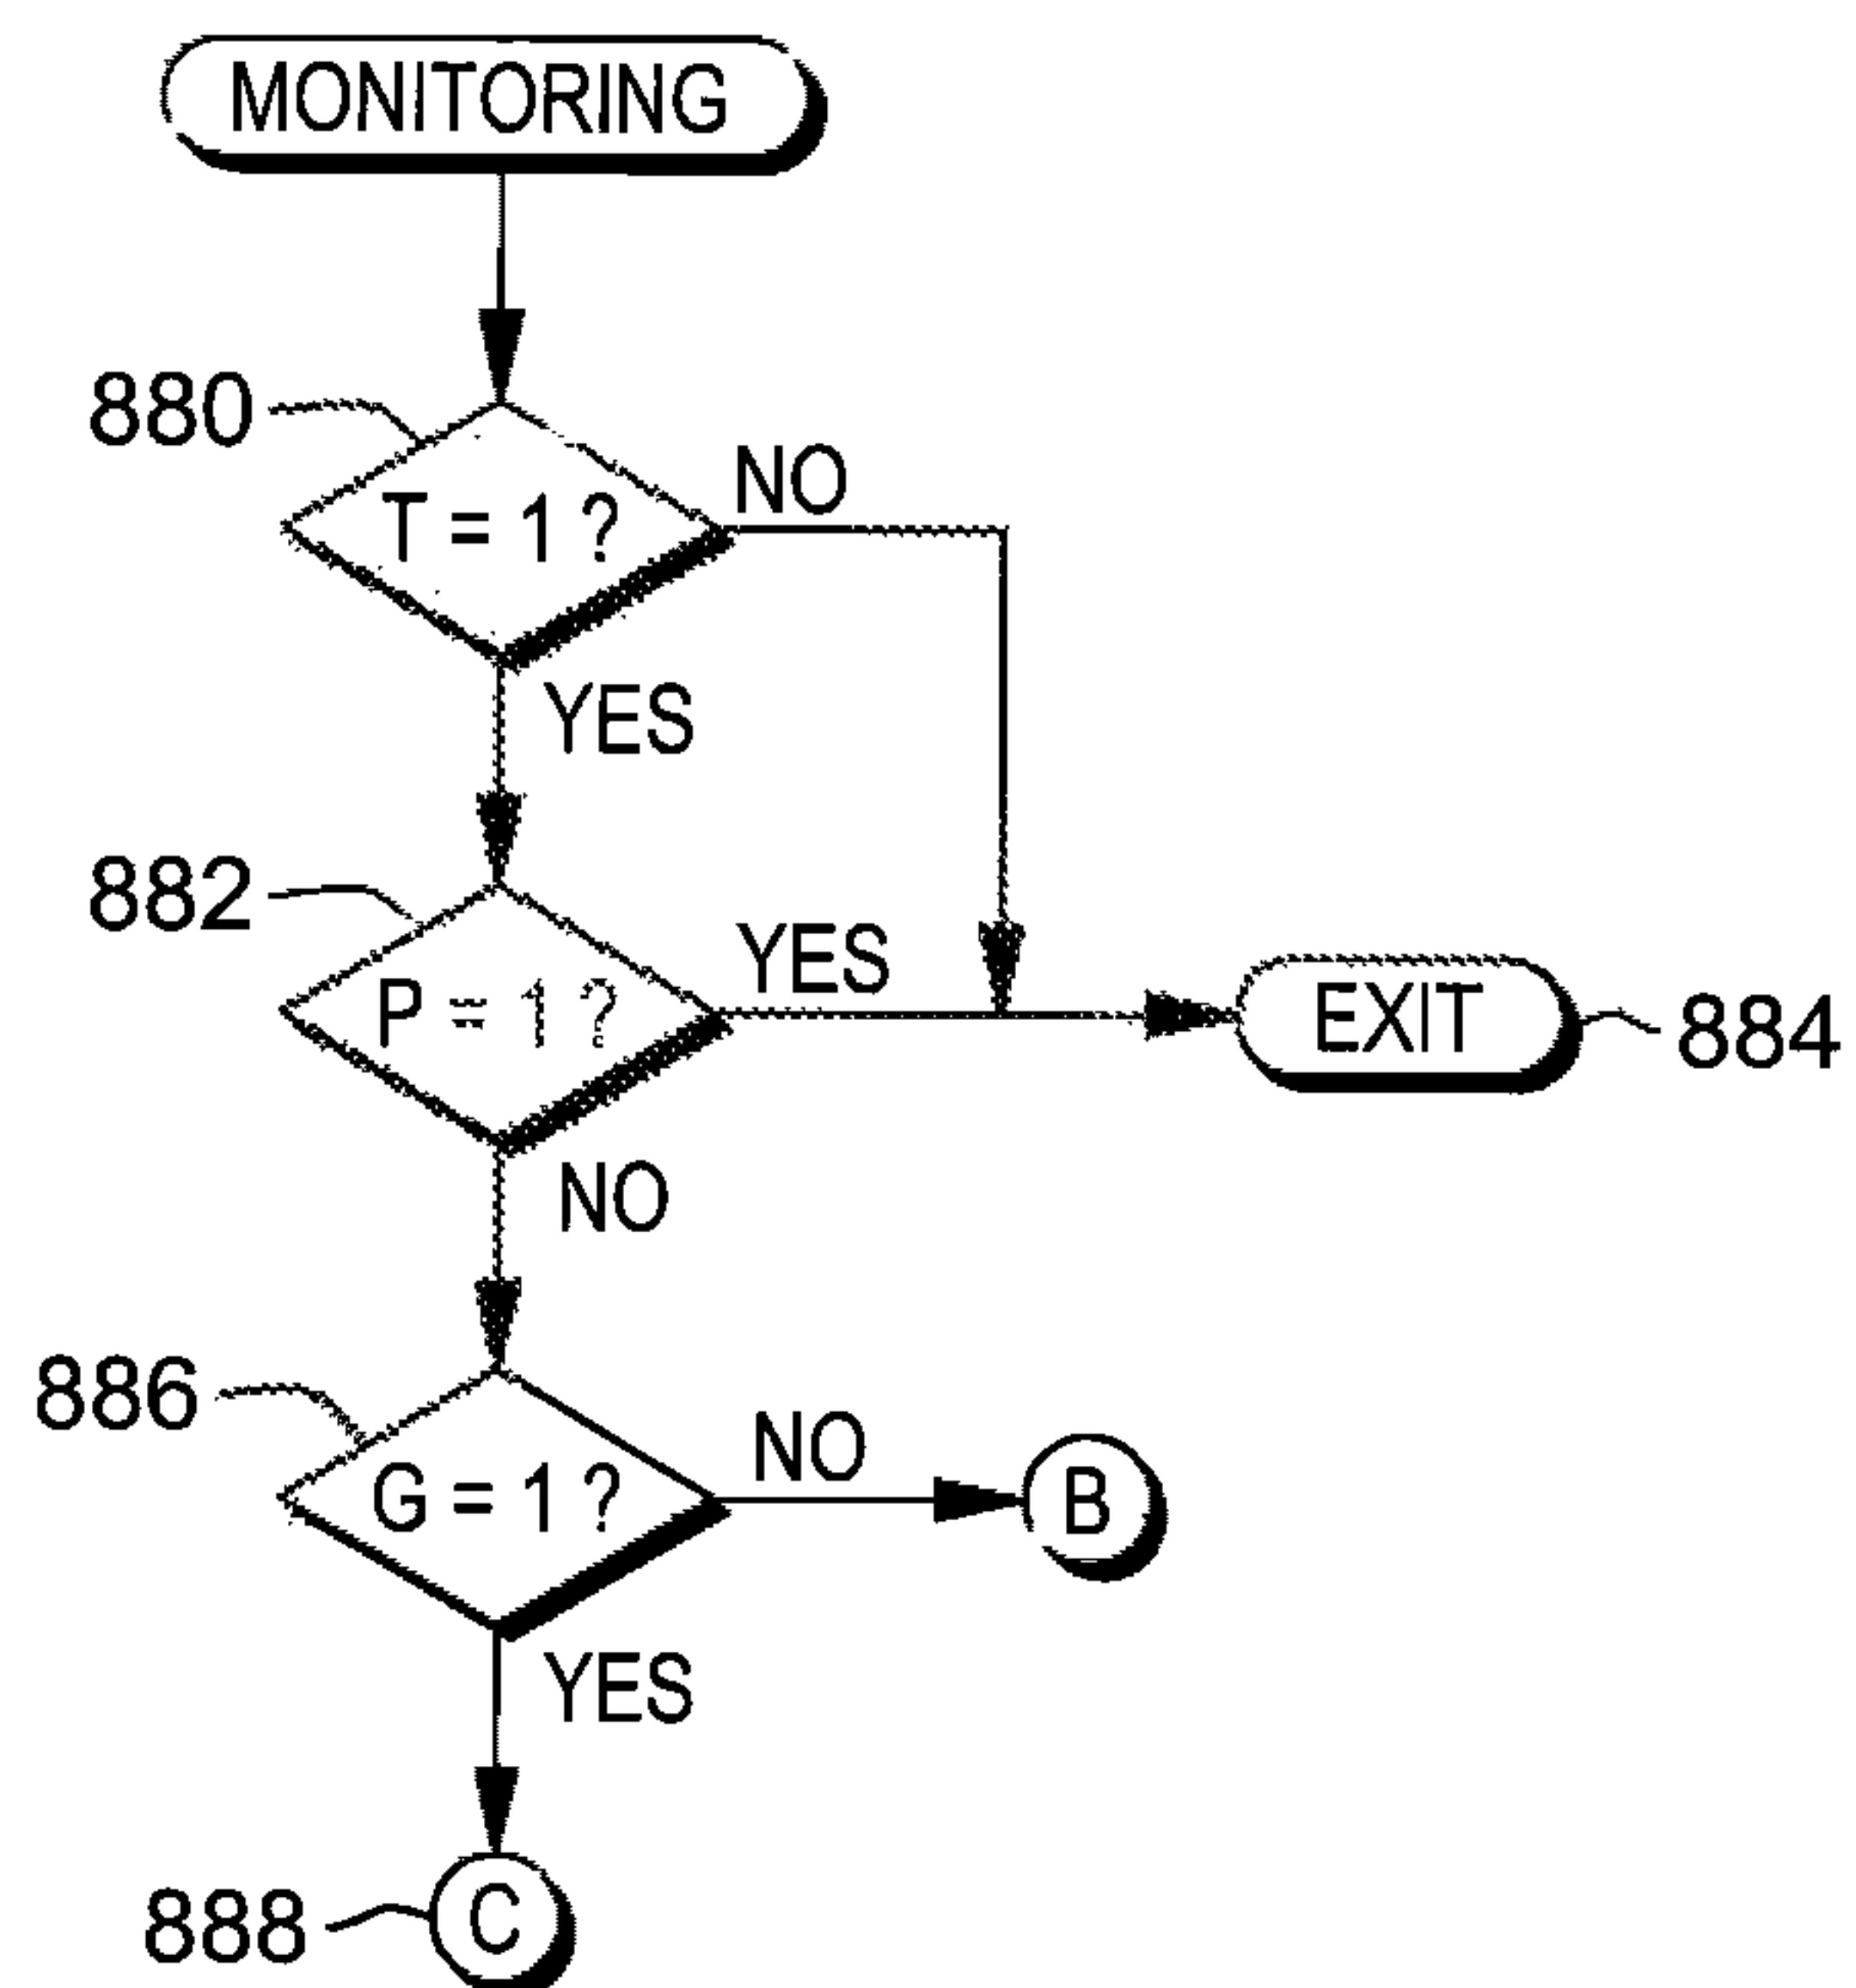 MONITORING
880
T = 1 ?
NO
YES
882
P = 1 ?
YES
EXIT
884
NO
886
G = 1 ?
NO
B
YES
888
C